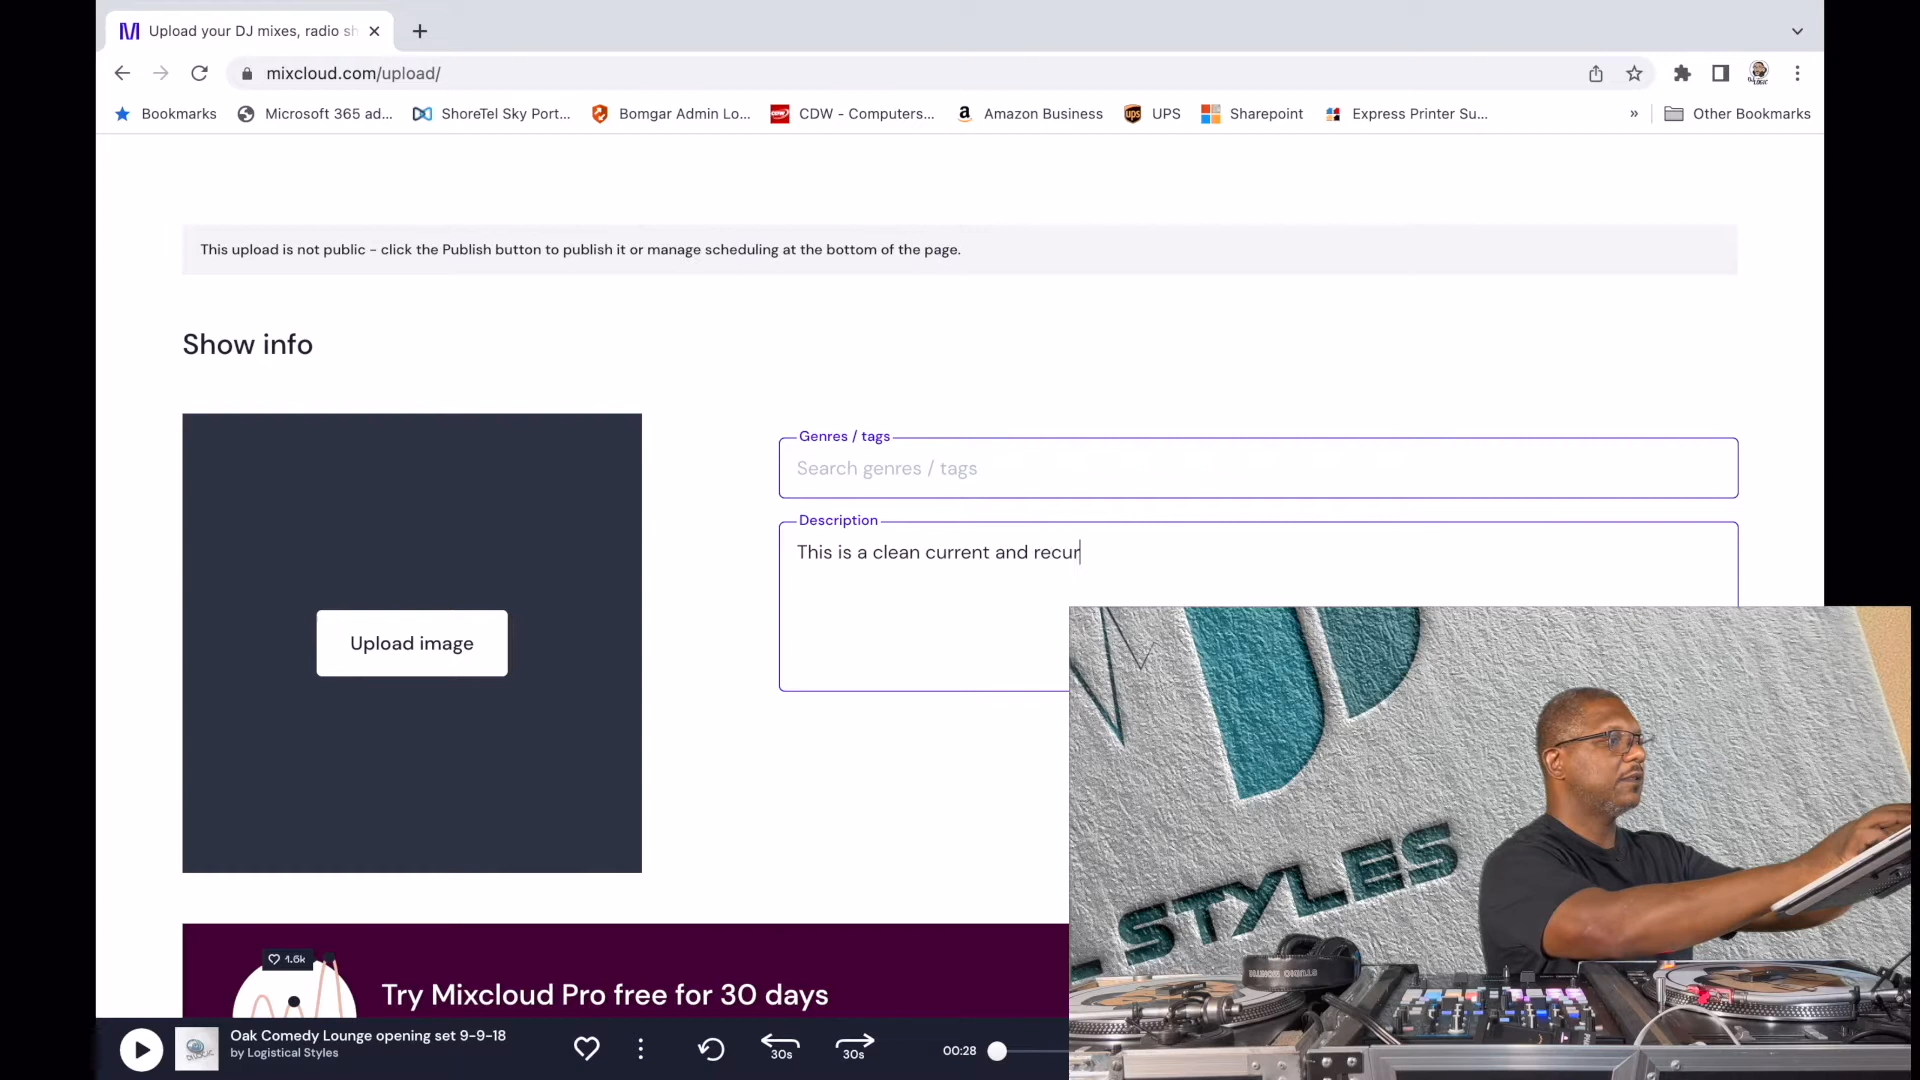 Upload your DJ mixes, radio sh
mixcloud.com/upload/
Bookmarks
Microsoft 365 ad...
ShoreTel Sky Port...
Bomgar Admin Lo...
CDW - Computers...
Amazon Business
UPS
Sharepoint
Express Printer Su...
»
Other Bookmarks
This upload is not public - click the Publish button to publish it or manage scheduling at the bottom of the page.
Show info
Upload image
Genres / tags
Search genres / tags
Description
This is a clean current and recur
STYLES
1.6k
Try Mixcloud Pro free for 30 days
Oak Comedy Lounge opening set 9-9-18
by Logistical Styles
30s
30s
00:28